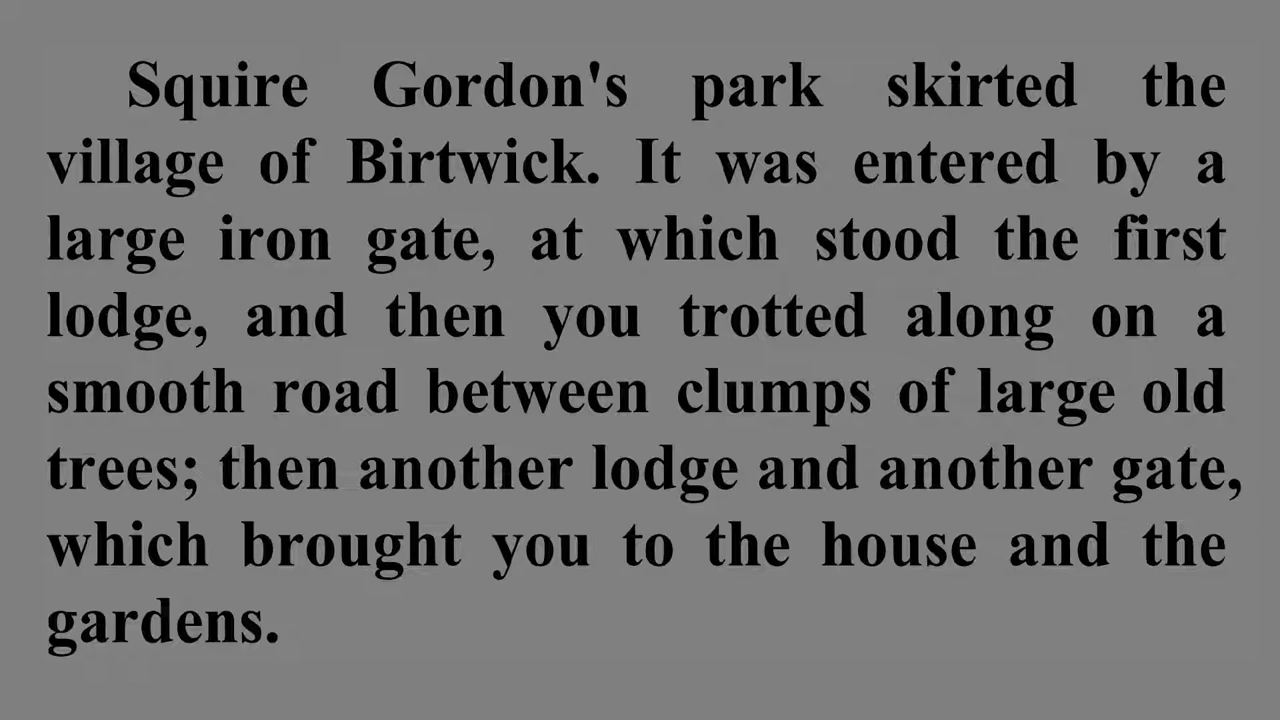 Squire Gordon's park skirted the
village of Birtwick. It was entered by a
large iron gate, at which stood the first
lodge, and then you trotted along on a
smooth road between clumps of large old
trees; then another lodge and another gate,
which brought you to the house and the
gardens.